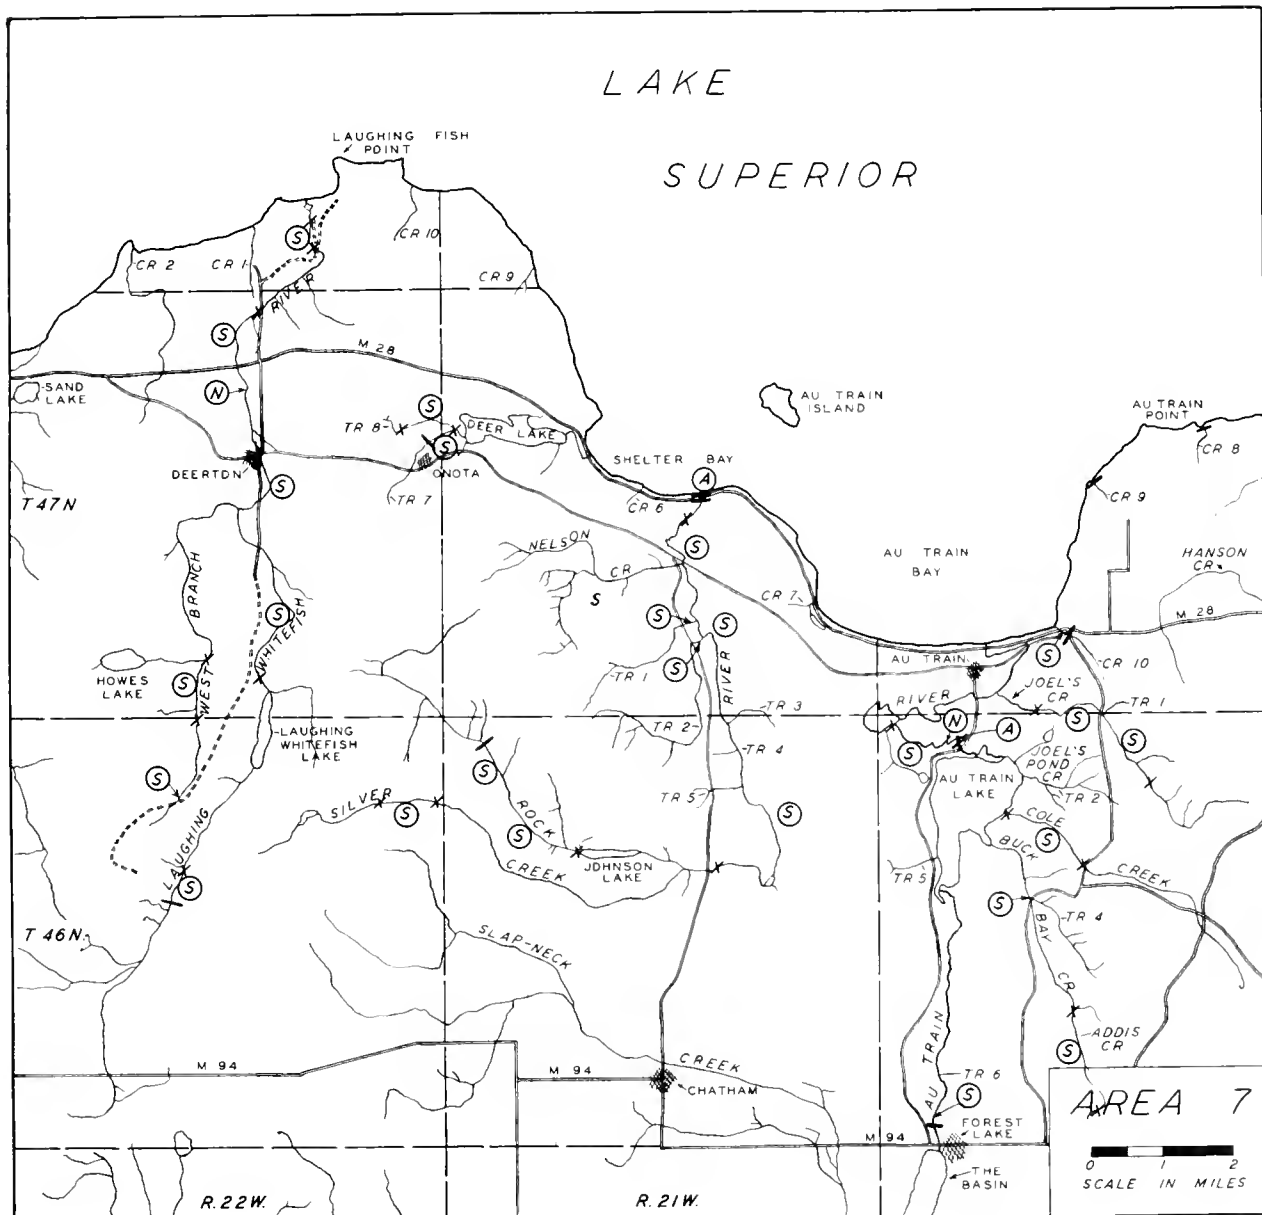 LAKE
SUPERIOR
LAUGHING FISH
POINT
S
CR 10
CR 2
CR 1
CR 9
RIVER
S
M 28
SAND
LAKE
N
S
TR 8
DEER LAKE
S
AU TRAIN
ISLAND
AU TRAIN
POINT
CR 8
DEERTON
ONOTA
SHELTER BAY
A
TR 7
S
CR 6
CR 9
T 47 N
NELSON
CR
S
S
AU TRAIN
BAY
HANSON
CR.
BRANCH
S
WHITEFISH
S
S
CR 7
M 28
HOWES
LAKE
S
WEST
TR 1
RIVER
AU TRAIN
S
CR 10
RIVER
JOEL'S
CR
TR 1
TR 3
TR 2
N
A
S
S
LAUGHING
WHITEFISH
LAKE
TR 4
S
JOEL'S
POND
CR
S
S
TR 5
AU TRAIN
LAKE
TR 2
SILVER
S
ROCK
S
S
COLE
S
BUCK
CREEK
JOHNSON
LAKE
TR 5
CREEK
LAUGHING
S
S
BAY
TR 4
T 46 N.
SLAP-NECK
CR
AU TRAIN
ADDIS
CR
S
M 94
M 94
CREEK
CHATHAM
TR 6
S
AREA 7
FOREST
LAKE
M 94
0 1 2
SCALE IN MILES
THE
BASIN
R. 22W.
R. 21W.